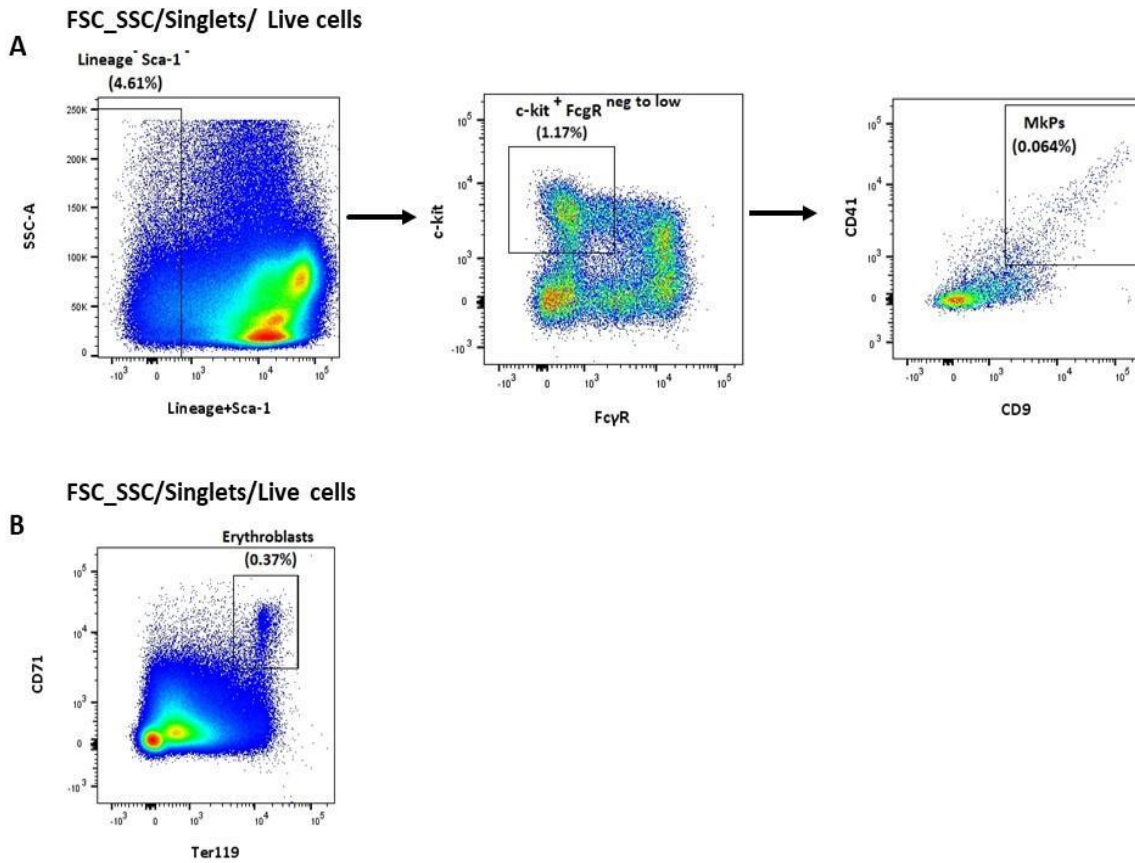 FSC_SSC/Singlets/ Live cells
A
Lineage⁻ Sca-1⁻
(4.61%)
250K
200K
150K
100K
50K
0
SSC-A
-10³ 0 10³ 10⁴ 10⁵
Lineage+Sca-1
c-kit⁺ FcgR neg to low
(1.17%)
10⁵
10⁴
10³
0
-10³
c-kit
-10³ 0 10³ 10⁴ 10⁵
FcγR
MkPs
(0.064%)
10⁵
10⁴
10³
0
0³
CD41
-10³ 0 10³ 10⁴ 10⁵
CD9
FSC_SSC/Singlets/Live cells
B
Erythroblasts
(0.37%)
10⁵
10⁴
10³
0
-10³
CD71
-10³ 0 10³ 10⁴ 10⁵
Ter119